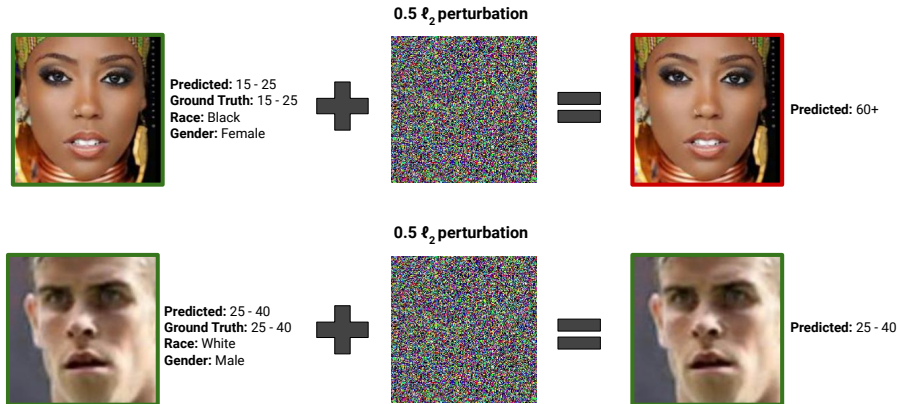 0.5 ℓ₂ perturbation
Predicted: 15 - 25
Ground Truth: 15 - 25
Race: Black
Gender: Female
Predicted: 60+
0.5 ℓ₂ perturbation
Predicted: 25 - 40
Ground Truth: 25 - 40
Race: White
Gender: Male
Predicted: 25 - 40